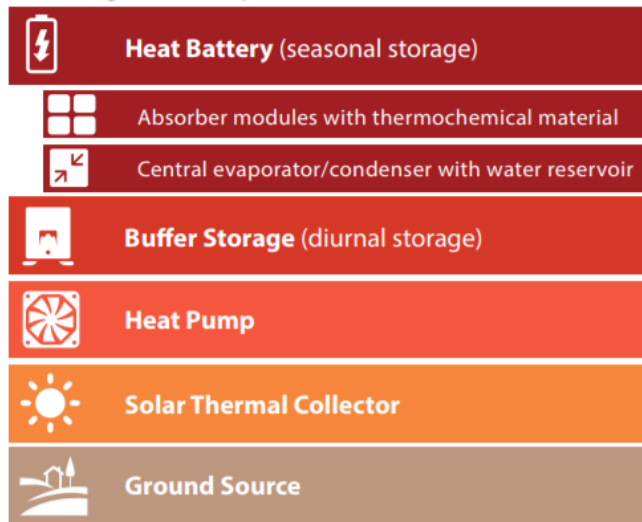 Heat Battery (seasonal storage)
Absorber modules with thermochemical material
Central evaporator/condenser with water reservoir
Buffer Storage (diurnal storage)
Heat Pump
Solar Thermal Collector
Ground Source